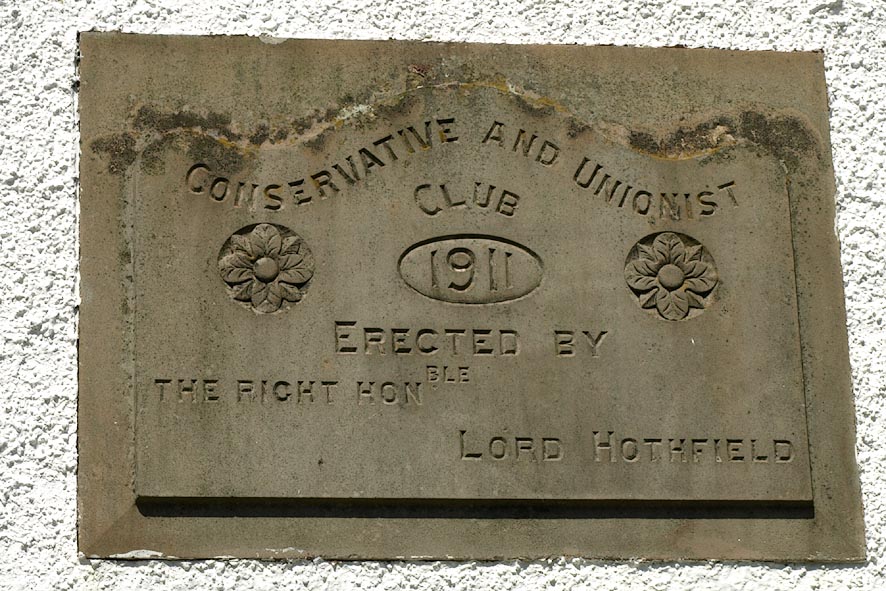 CONSERVATIVE AND UNIONIST
CLUB
1911
ERECTED BY
THE RIGHT HONBLE
LORD HOTHFIELD